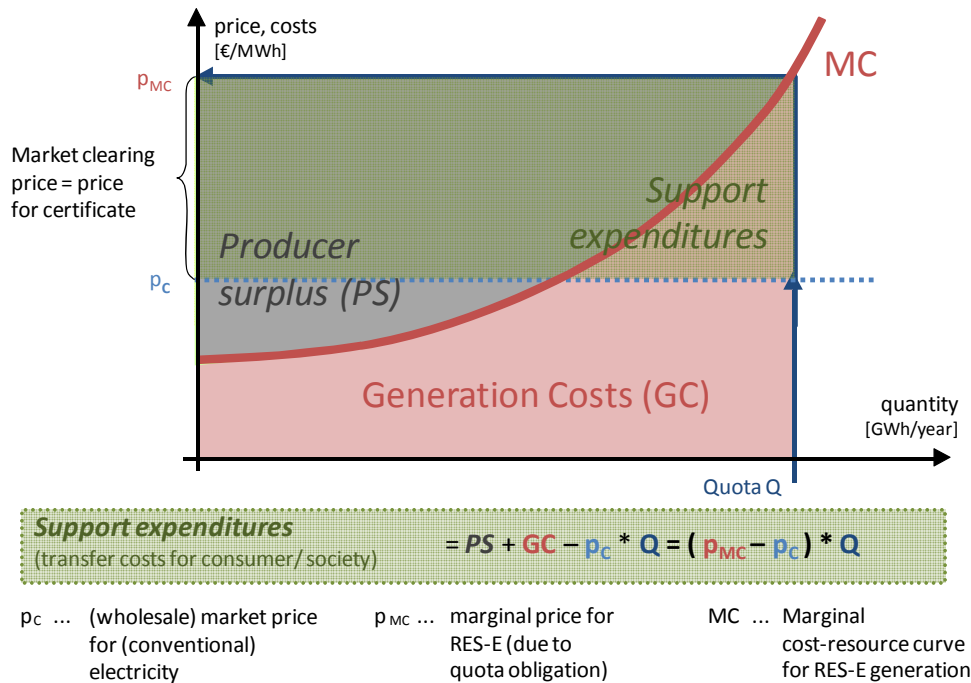 price, costs
[€/MWh]
MC
pMC
Market clearing
price = price
for certificate
Support
expenditures
Producer
surplus (PS)
pC
Generation Costs (GC)
quantity
[GWh/year]
Quota Q
Support expenditures
(transfer costs for consumer/ society)
= PS + GC – pC * Q = ( pMC – pC ) * Q
pC ... (wholesale) market price
for (conventional)
electricity
pMC ... marginal price for
RES-E (due to
quota obligation)
MC ... Marginal
cost-resource curve
for RES-E generation